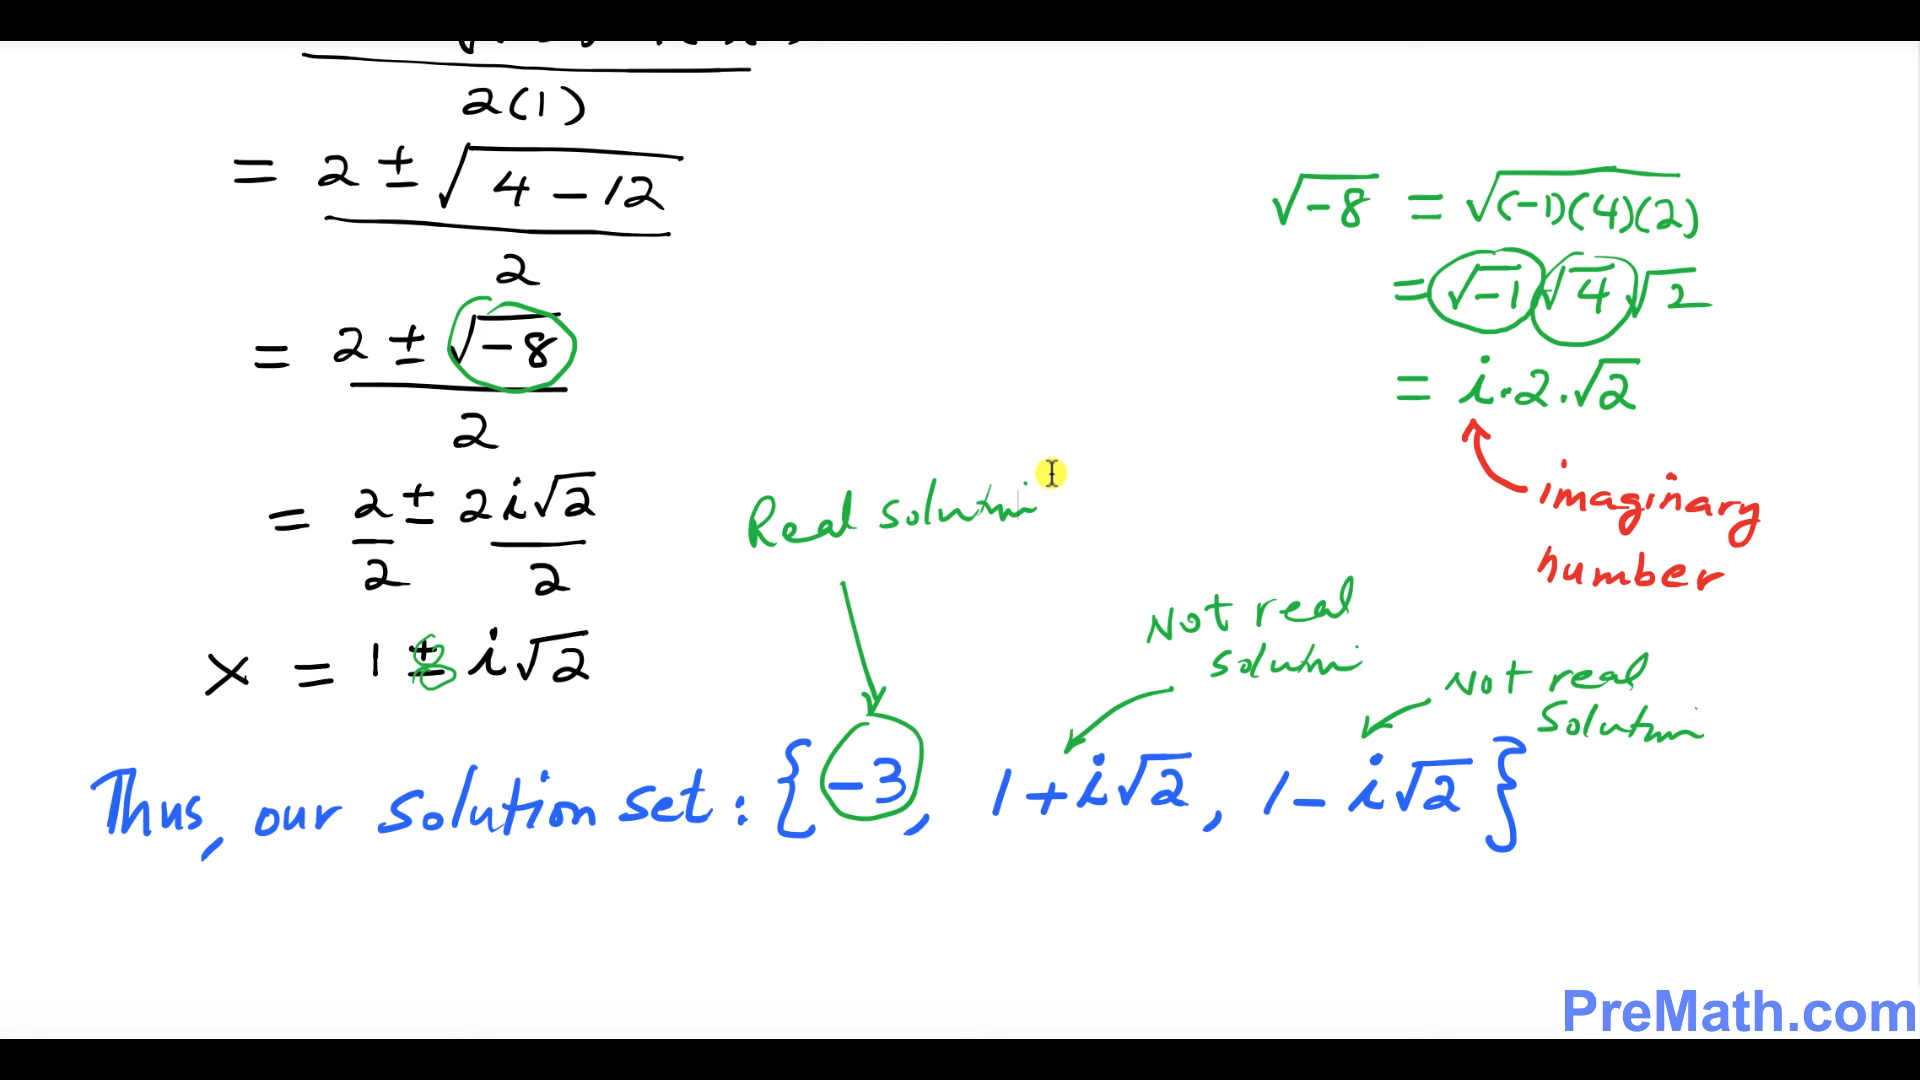 2(1)
= 2 ± √4 - 12
2
= 2 ± √-8
2
= 2 ± 2i√2
2 2
x = 1 ± i√2
√-8 = √(-1)(4)(2)
= √-1 √4 √2
= i·2·√2
imaginary
number
Real solution
Not real
solution
Not real
solution
Thus, our solution set: {-3, 1+i√2, 1-i√2}
PreMath.com